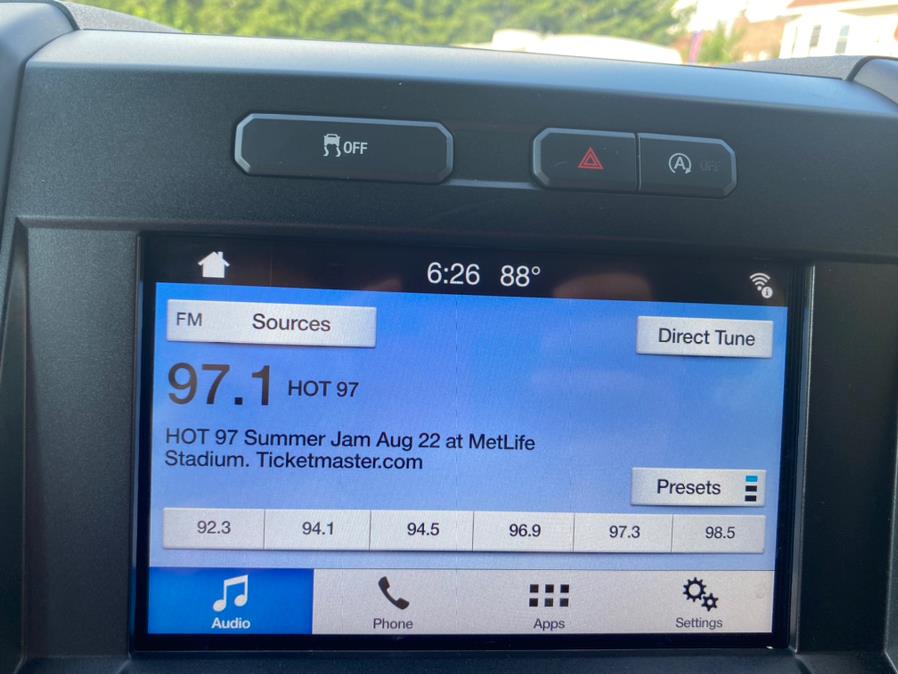 OFF
A OFF
6:26 88°
FM Sources
Direct Tune
97.1 HOT 97
HOT 97 Summer Jam Aug 22 at MetLife
Stadium. Ticketmaster.com
Presets
92.3 94.1 94.5 96.9 97.3 98.5
Audio Phone Apps Settings